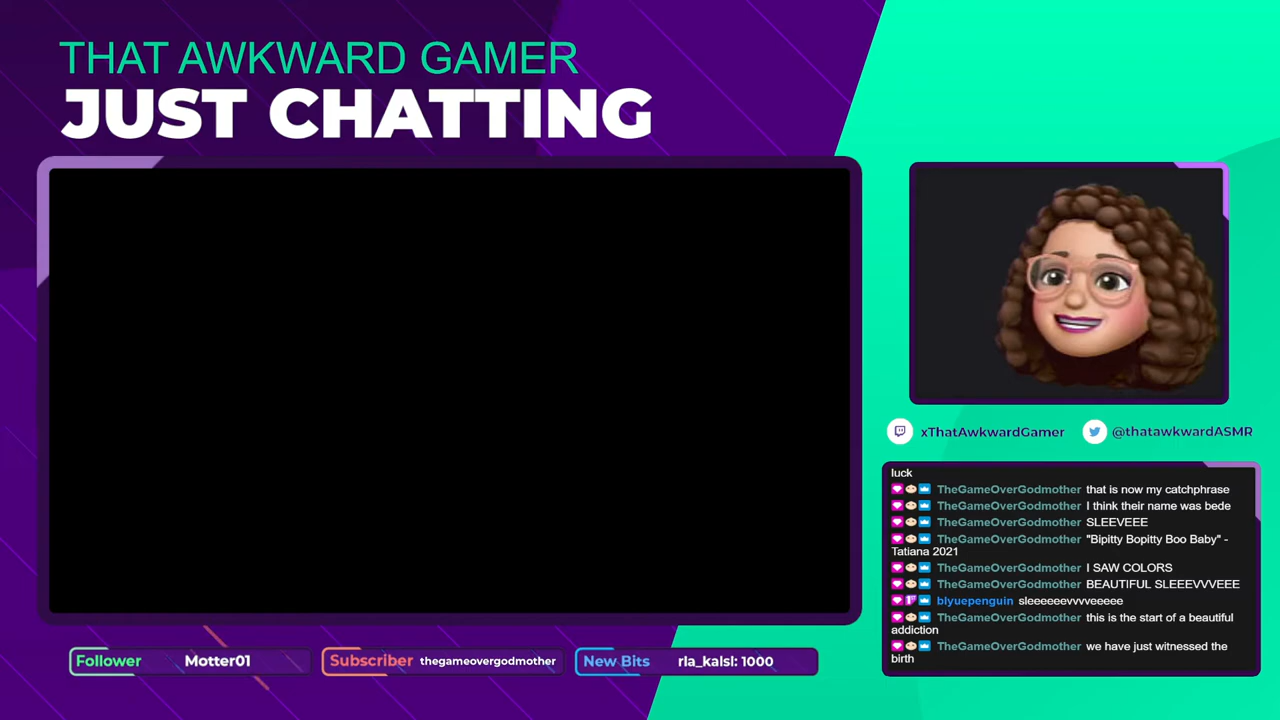 THAT AWKWARD GAMER
JUST CHATTING
xThatAwkwardGamer
@thatawkwardASMR
luck
TheGameOverGodmother that is now my catchphrase
TheGameOverGodmother I think their name was bede
TheGameOverGodmother SLEEVEEE
TheGameOverGodmother "Bipitty Bopitty Boo Baby" -
Tatiana 2021
TheGameOverGodmother I SAW COLORS
TheGameOverGodmother BEAUTIFUL SLEEEVVVEEE
blyuepenguin sleeeeeevvvveeeee
TheGameOverGodmother this is the start of a beautiful
addiction
TheGameOverGodmother we have just witnessed the
birth
Follower Motter01
Subscriber thegameovergodmother
New Bits rla_kalsl: 1000